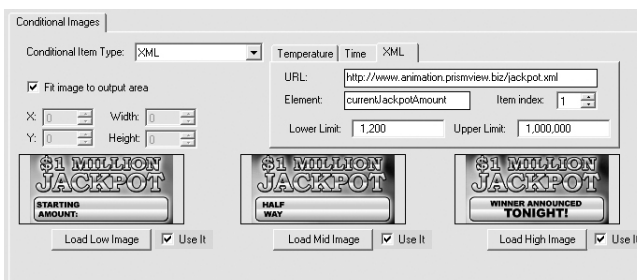 Conditional Images
Conditional Item Type: XML
Temperature Time XML
URL: http://www.animation.prismview.biz/jackpot.xml
Fit image to output area
Element: currentJackpotAmount Item index: 1
X: 0 Width: 0
Y: 0 Height: 0
Lower Limit: 1,200 Upper Limit: 1,000,000
$1 MILLION
JACKPOT
STARTING
AMOUNT:
$1 MILLION
JACKPOT
HALF
WAY
$1 MILLION
JACKPOT
WINNER ANNOUNCED
TONIGHT!
Load Low Image Use It Load Mid Image Use It Load High Image Use It